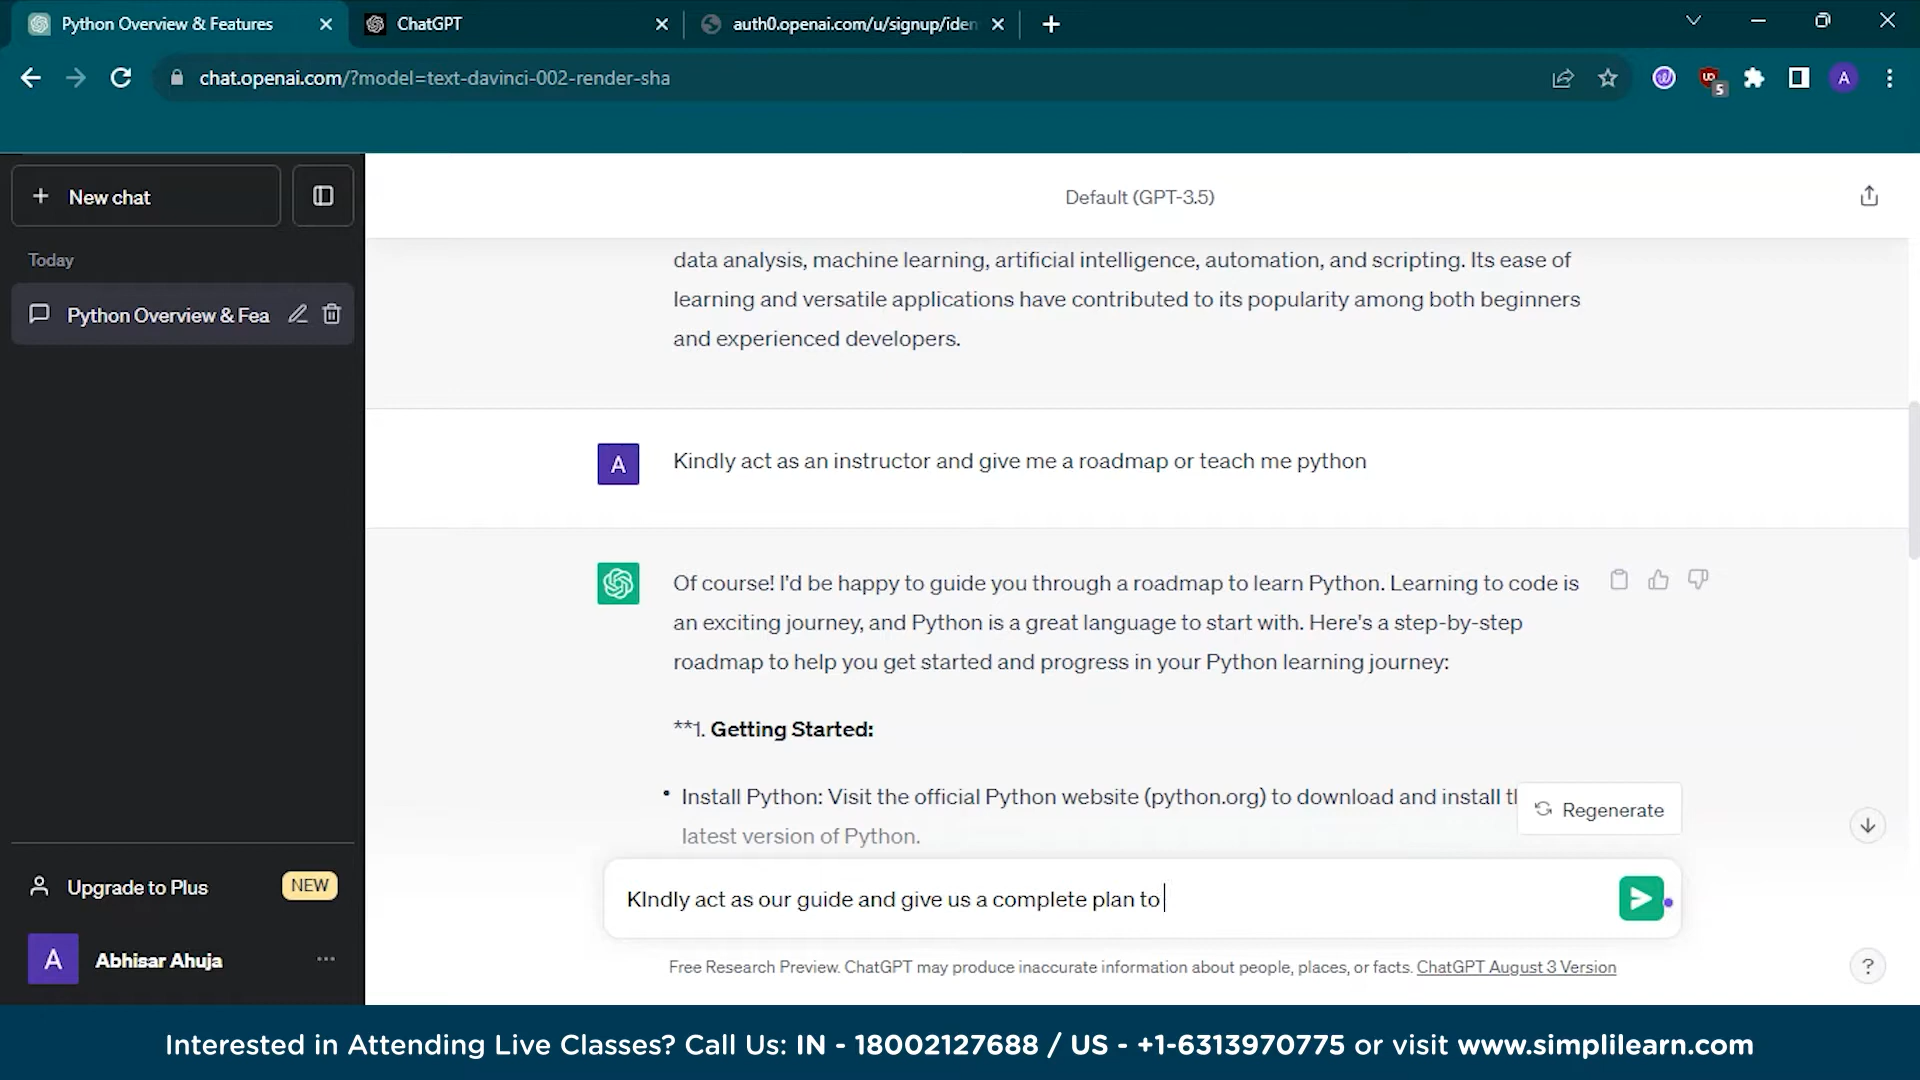 Python Overview & Features
ChatGPT
auth0.openai.com/u/signup/iden
chat.openai.com/?model=text-davinci-002-render-sha
5
A
New chat
Default (GPT-3.5)
Today
Python Overview & Fea
data analysis, machine learning, artificial intelligence, automation, and scripting. Its ease of
learning and versatile applications have contributed to its popularity among both beginners
and experienced developers.
A
Kindly act as an instructor and give me a roadmap or teach me python
Of course! I'd be happy to guide you through a roadmap to learn Python. Learning to code is
an exciting journey, and Python is a great language to start with. Here's a step-by-step
roadmap to help you get started and progress in your Python learning journey:
**1. Getting Started:
• Install Python: Visit the official Python website (python.org) to download and install t
Regenerate
latest version of Python.
KIndly act as our guide and give us a complete plan to
Upgrade to Plus
NEW
A
Abhisar Ahuja
Free Research Preview. ChatGPT may produce inaccurate information about people, places, or facts. ChatGPT August 3 Version
?
Interested in Attending Live Classes? Call Us: IN - 18002127688 / US - +1-6313970775 or visit www.simplilearn.com